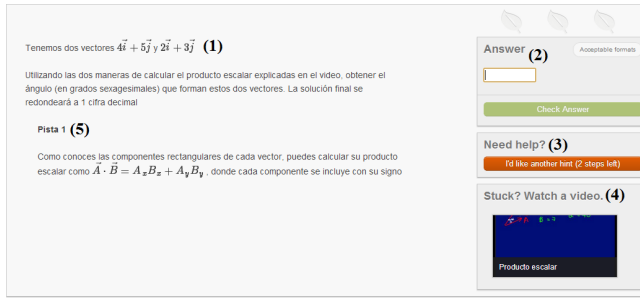 Tenemos dos vectores 4i⃗ + 5j⃗ y 2i⃗ + 3j⃗ (1)
Utilizando las dos maneras de calcular el producto escalar explicadas en el video, obtener el
ángulo (en grados sexagesimales) que forman estos dos vectores. La solución final se
redondeará a 1 cifra decimal
Pista 1 (5)
Como conoces las componentes rectangulares de cada vector, puedes calcular su producto
escalar como A⃗ · B⃗ = AₓBₓ + A_yB_y , donde cada componente se incluye con su signo
Answer (2)
Acceptable formats
Check Answer
Need help? (3)
I'd like another hint (2 steps left)
Stuck? Watch a video. (4)
Producto escalar